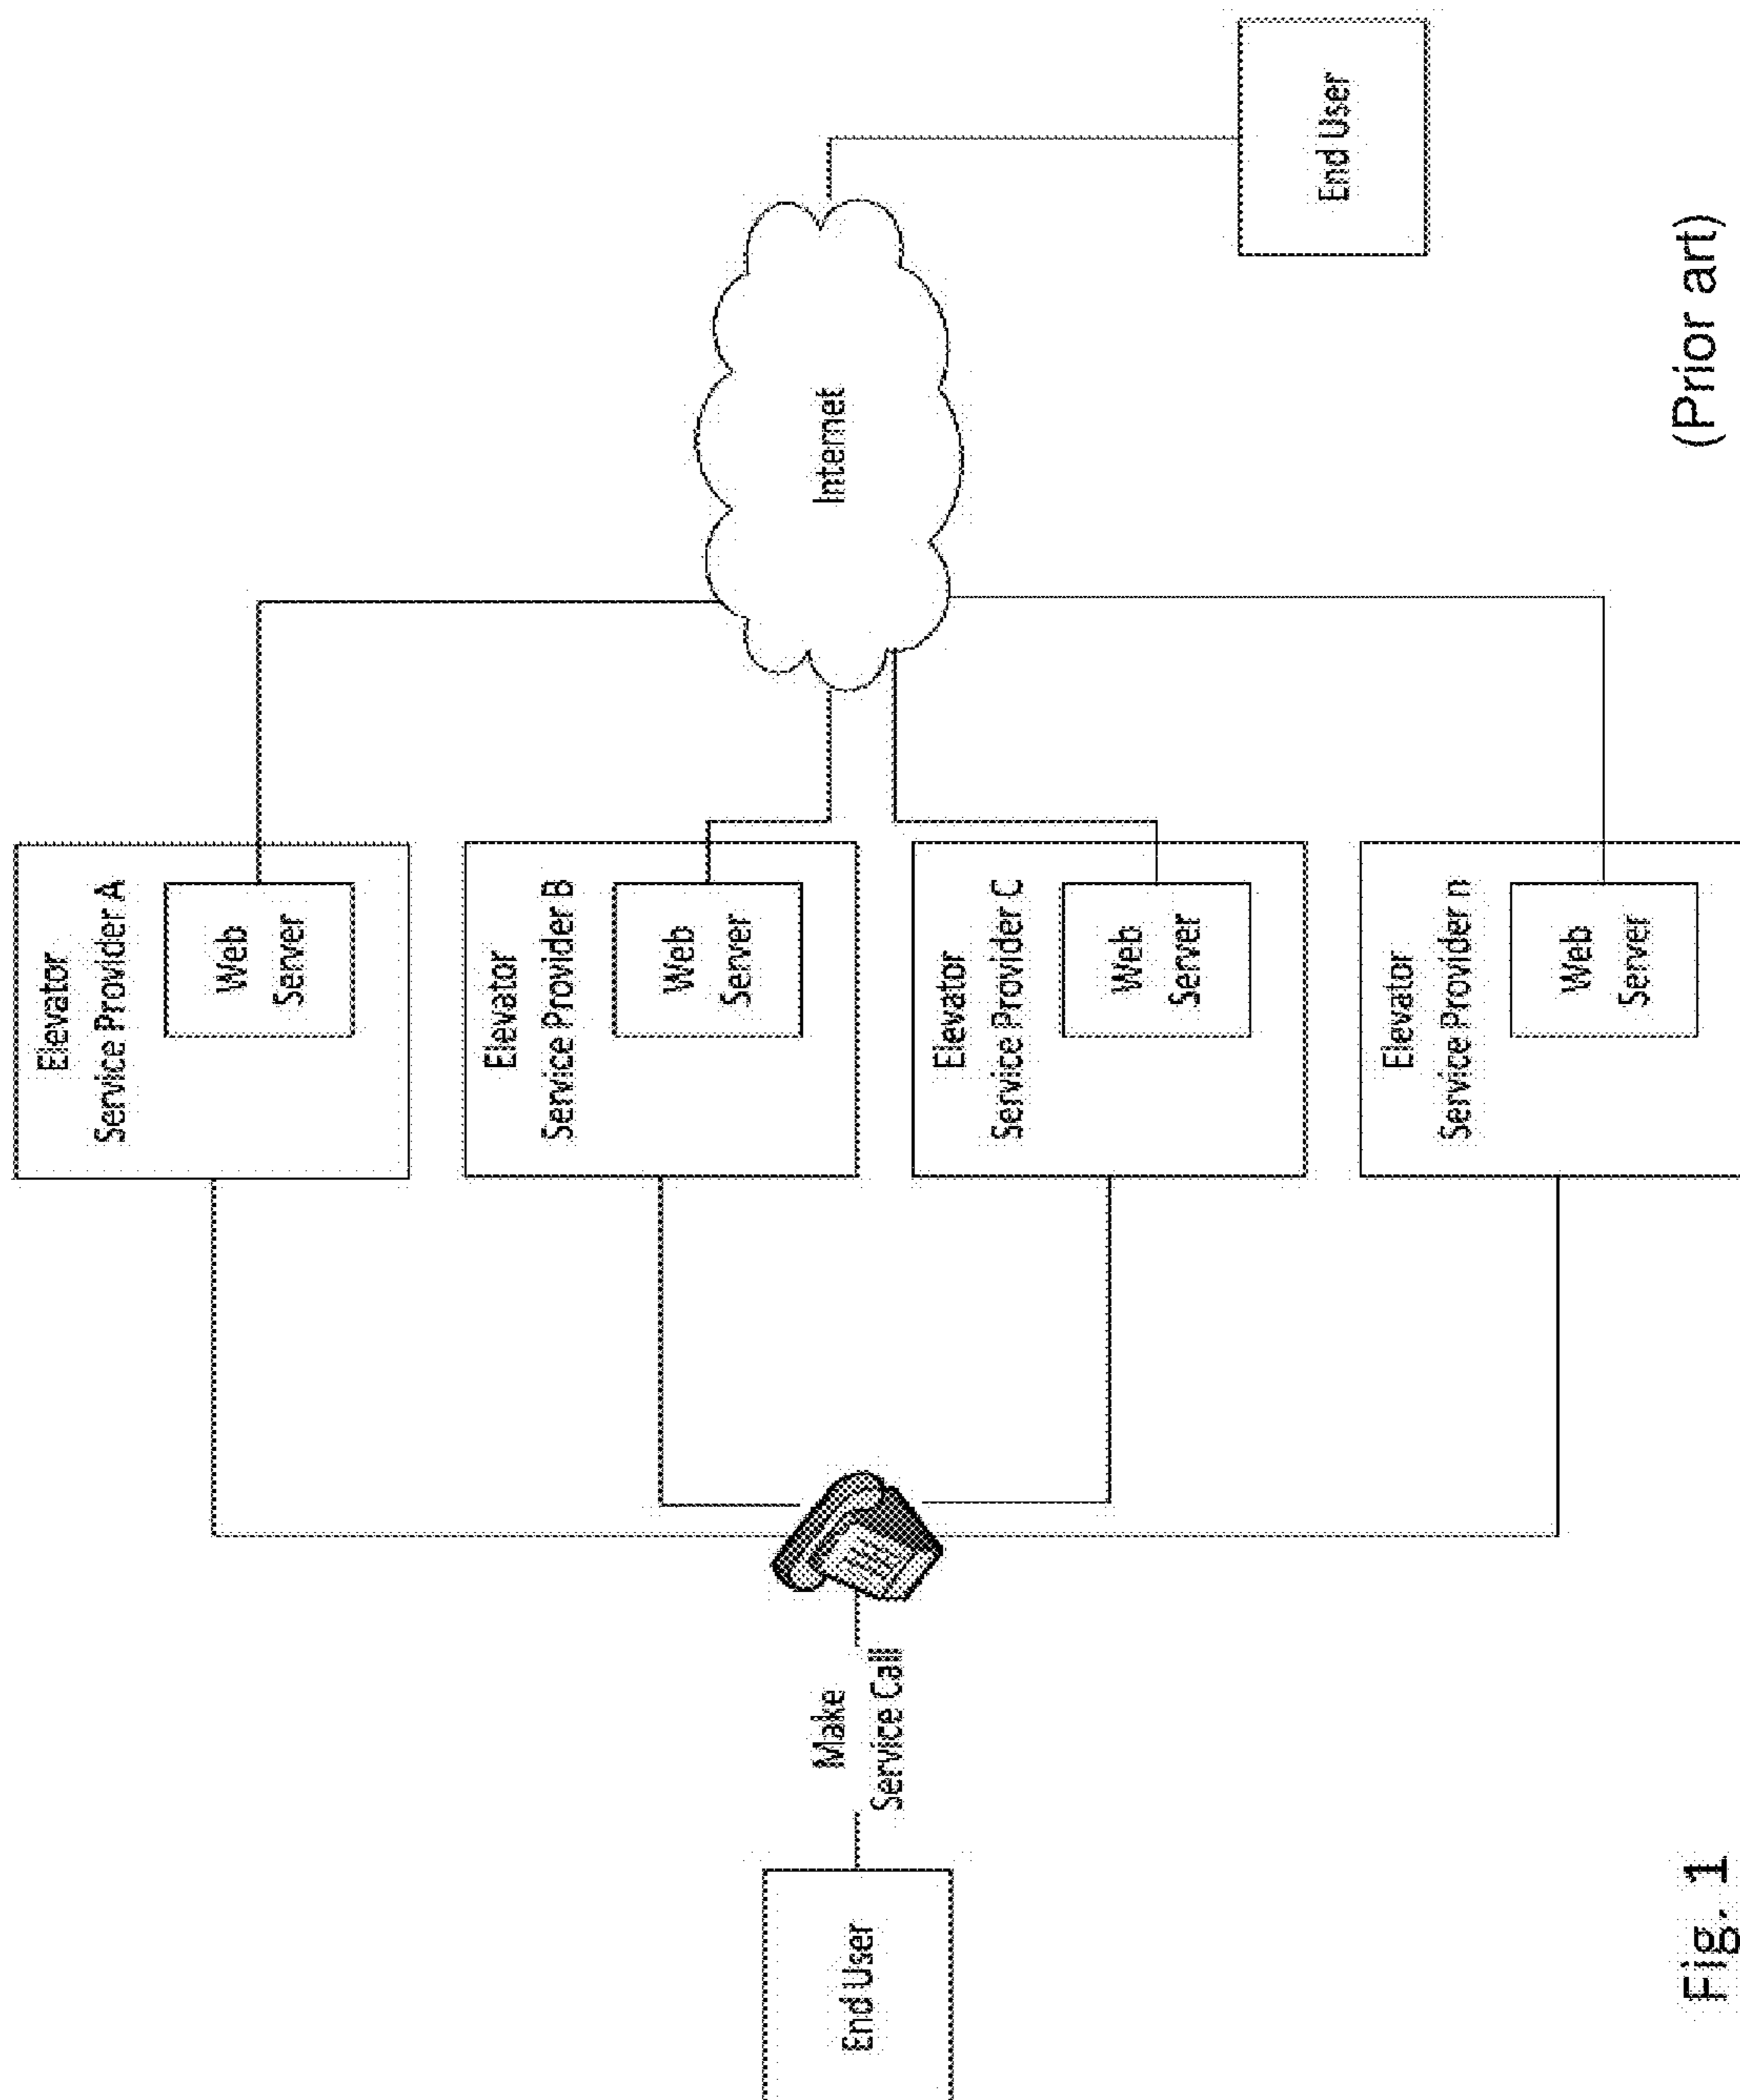 Elevator
Service Provider A
Web
Server
Elevator
Service Provider B
Web
Server
Elevator
Service Provider C
Web
Server
Elevator
Service Provider n
Web
Server
End User
Make
Service Call
Internet
End User
Fig. 1
(Prior art)